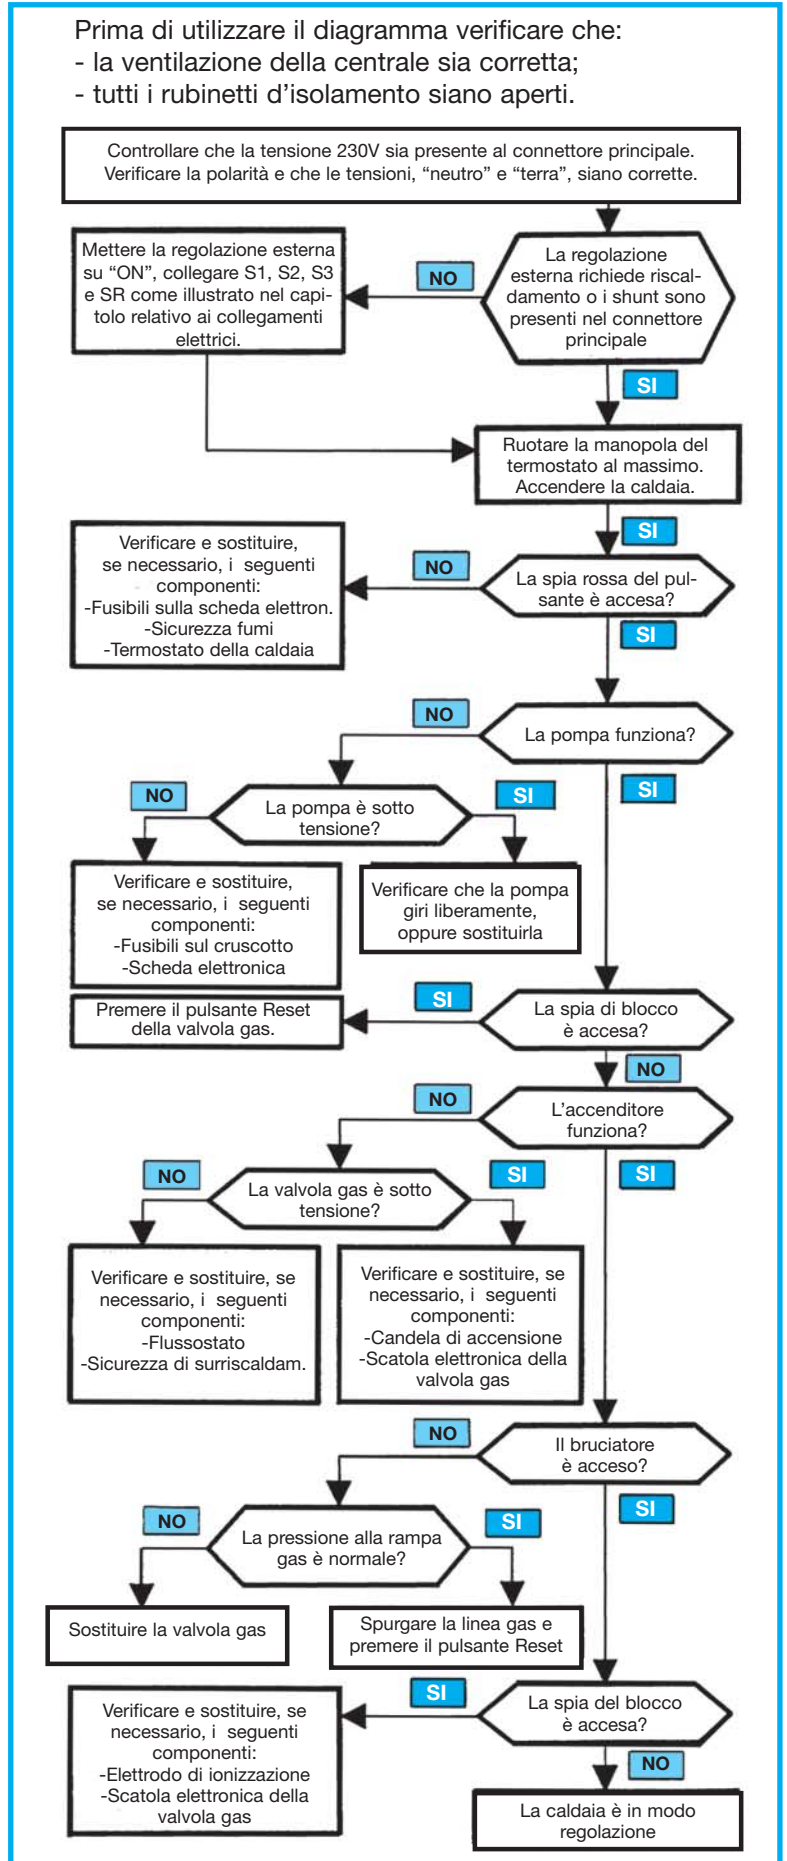 Prima di utilizzare il diagramma verificare che:
- la ventilazione della centrale sia corretta;
- tutti i rubinetti d'isolamento siano aperti.
Controllare che la tensione 230V sia presente al connettore principale.
Verificare la polarità e che le tensioni, “neutro” e “terra”, siano corrette.
La regolazione
esterna richiede riscal-
damento o i shunt sono
presenti nel connettore
principale
NO
Mettere la regolazione esterna
su “ON”, collegare S1, S2, S3
e SR come illustrato nel capi-
tolo relativo ai collegamenti
elettrici.
SI
Ruotare la manopola del
termostato al massimo.
Accendere la caldaia.
SI
La spia rossa del pul-
sante è accesa?
NO
Verificare e sostituire,
se necessario, i seguenti
componenti:
-Fusibili sulla scheda elettron.
-Sicurezza fumi
-Termostato della caldaia
SI
La pompa funziona?
NO
SI
La pompa è sotto
tensione?
NO
SI
Verificare e sostituire,
se necessario, i seguenti
componenti:
-Fusibili sul cruscotto
-Scheda elettronica
Verificare che la pompa
giri liberamente,
oppure sostituirla
La spia di blocco
è accesa?
SI
Premere il pulsante Reset
della valvola gas.
NO
L'accenditore
funziona?
NO
SI
La valvola gas è sotto
tensione?
NO
SI
Verificare e sostituire, se
necessario, i seguenti
componenti:
-Flussostato
-Sicurezza di surriscaldam.
Verificare e sostituire, se
necessario, i seguenti
componenti:
-Candela di accensione
-Scatola elettronica della
valvola gas
Il bruciatore
è acceso?
NO
SI
La pressione alla rampa
gas è normale?
NO
SI
Sostituire la valvola gas
Spurgare la linea gas e
premere il pulsante Reset
La spia del blocco
è accesa?
SI
Verificare e sostituire, se
necessario, i seguenti
componenti:
-Elettrodo di ionizzazione
-Scatola elettronica della
valvola gas
NO
La caldaia è in modo
regolazione